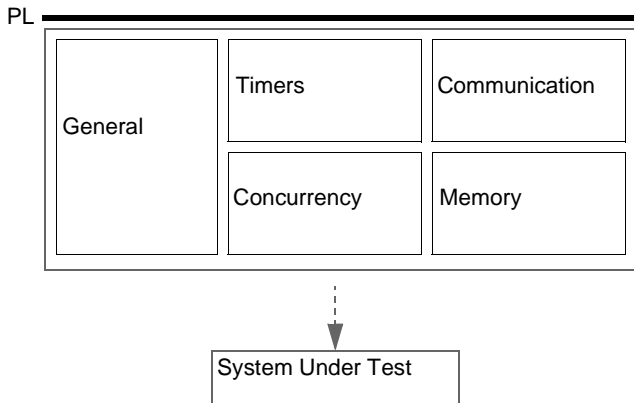 PL
General
Timers
Communication
Concurrency
Memory
System Under Test